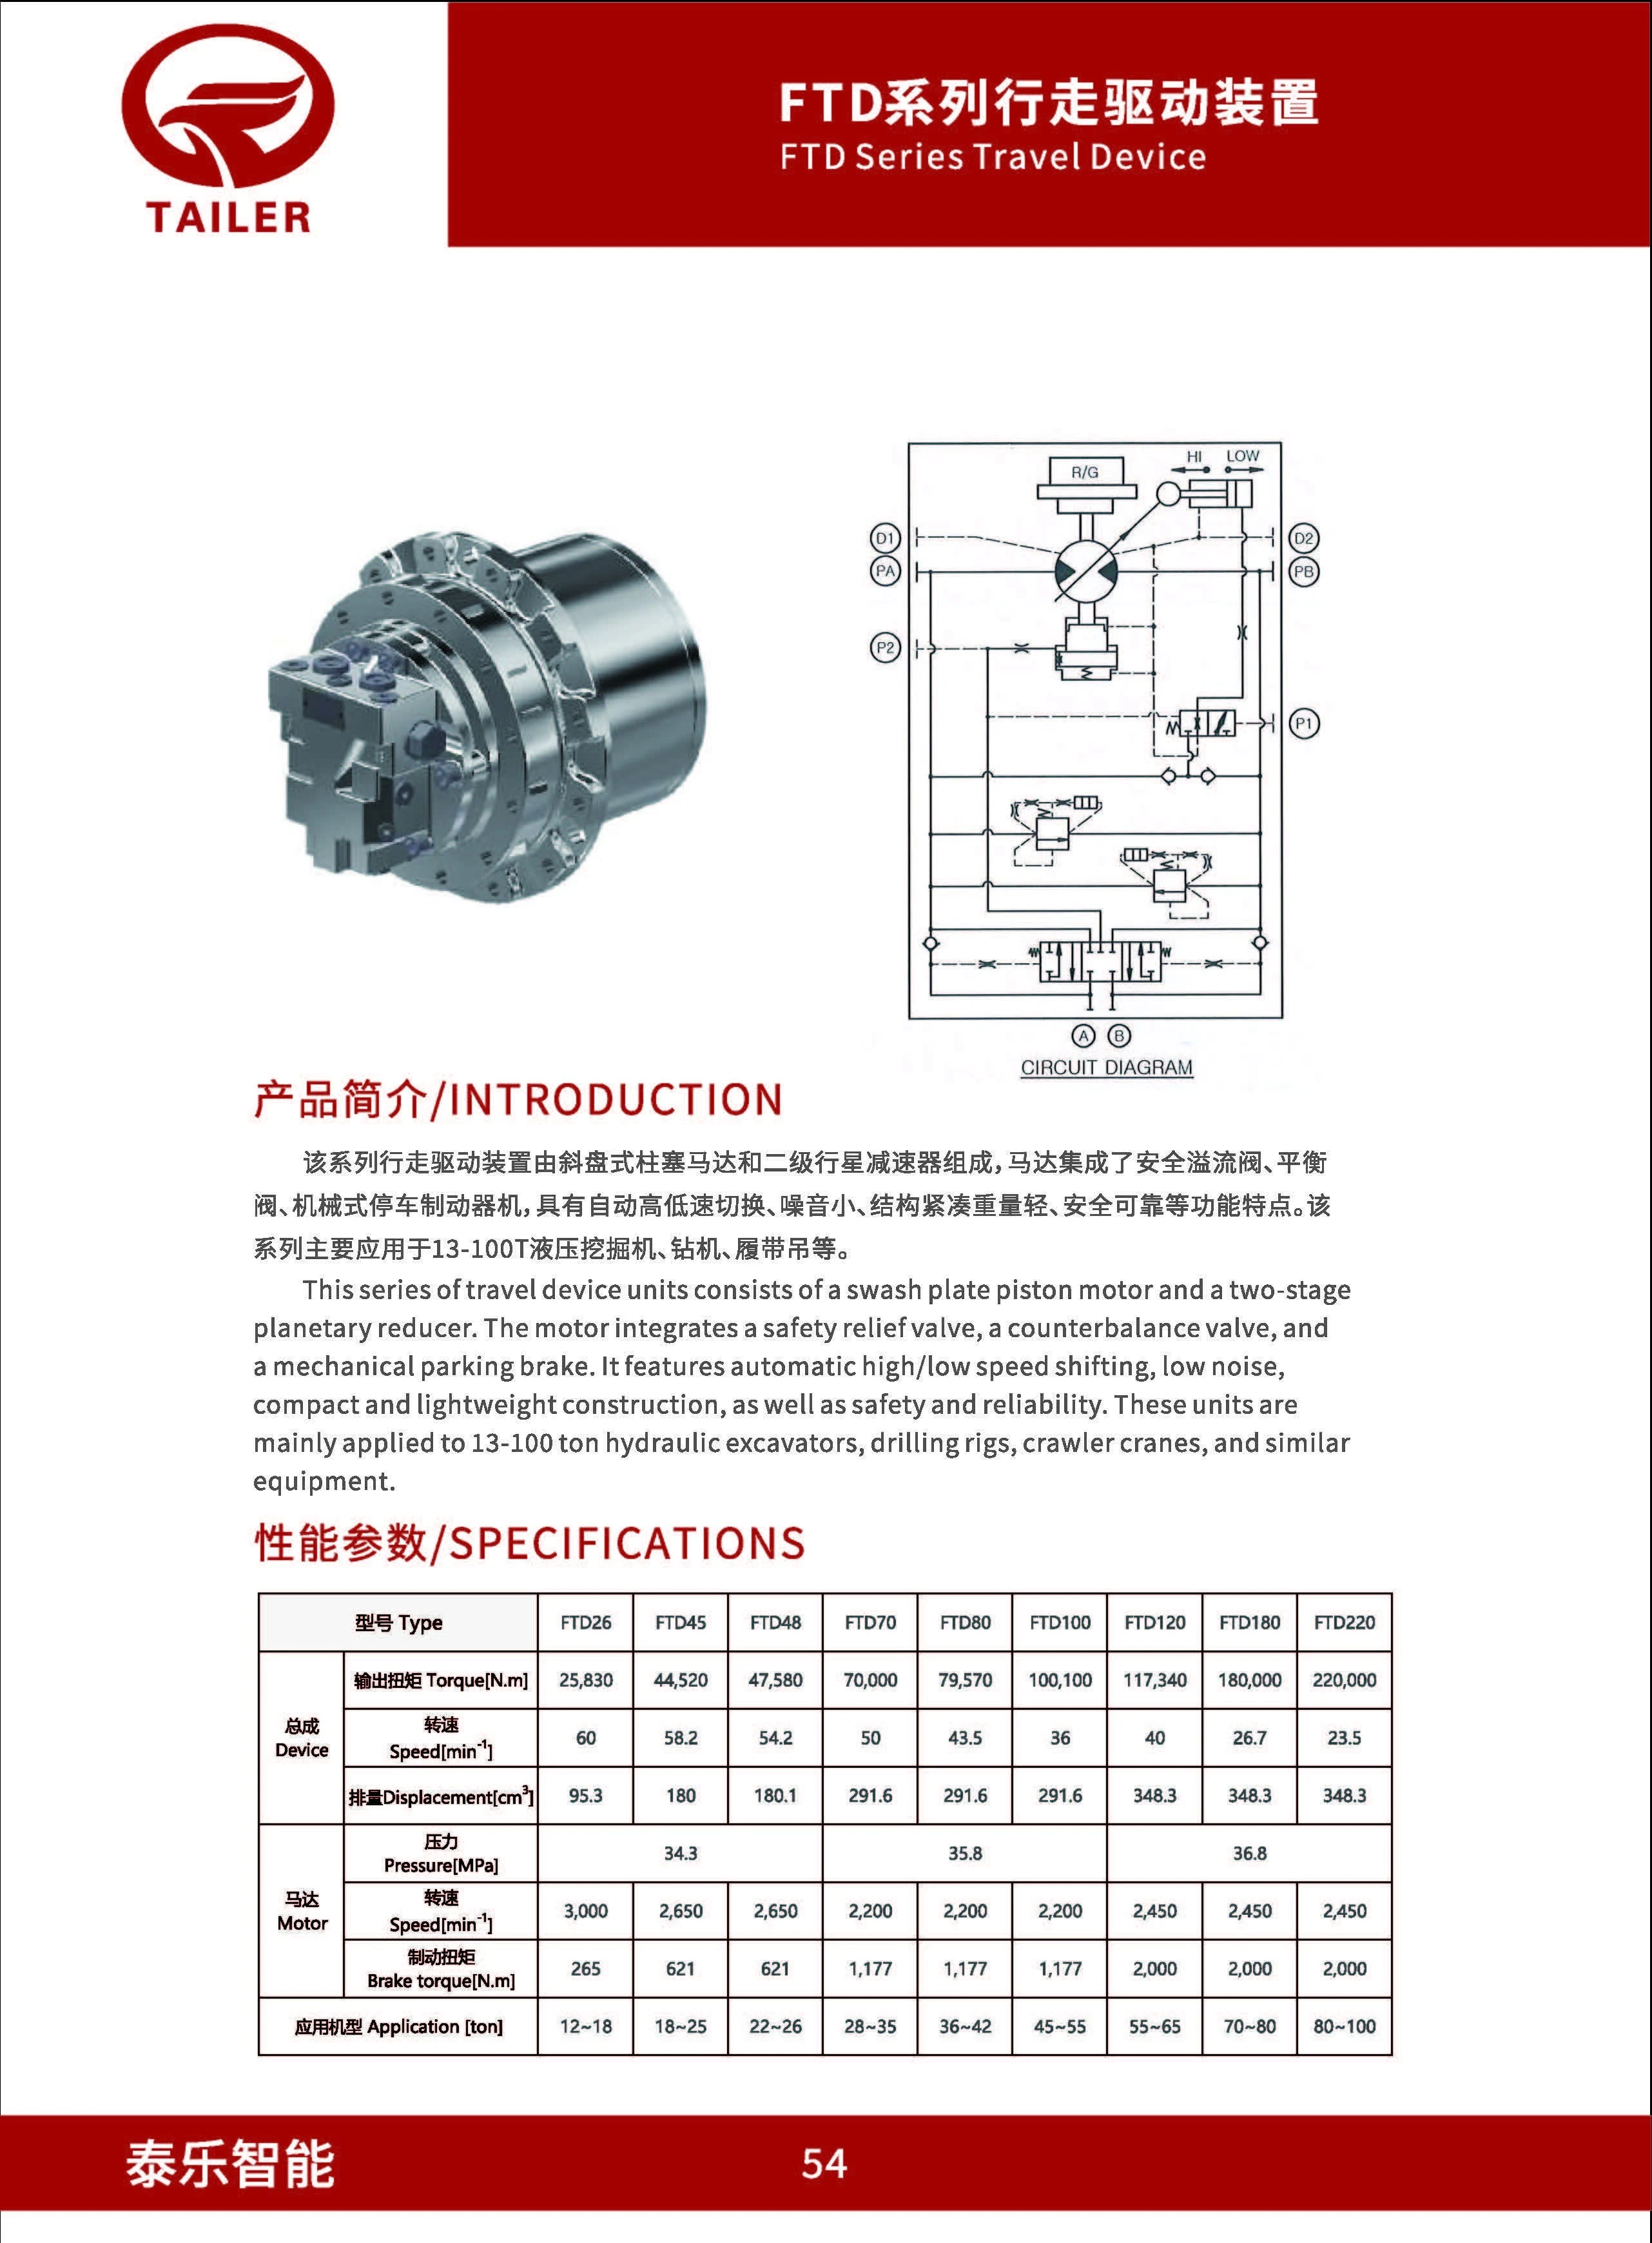 TAILER
FTD系列行走驱动装置
FTD Series Travel Device
HI LOW
R/G
D1 D2
PA PB
P2
P1
A B
CIRCUIT DIAGRAM
产品简介/INTRODUCTION
该系列行走驱动装置由斜盘式柱塞马达和二级行星减速器组成，马达集成了安全溢流阀、平衡
阀、机械式停车制动器机，具有自动高低速切换、噪音小、结构紧凑重量轻、安全可靠等功能特点。该
系列主要应用于13-100T液压挖掘机、钻机、履带吊等。
This series of travel device units consists of a swash plate piston motor and a two-stage
planetary reducer. The motor integrates a safety relief valve, a counterbalance valve, and
a mechanical parking brake. It features automatic high/low speed shifting, low noise,
compact and lightweight construction, as well as safety and reliability. These units are
mainly applied to 13-100 ton hydraulic excavators, drilling rigs, crawler cranes, and similar
equipment.
性能参数/SPECIFICATIONS
型号 Type FTD26 FTD45 FTD48 FTD70 FTD80 FTD100 FTD120 FTD180 FTD220
总成
Device
输出扭矩 Torque[N.m] 25,830 44,520 47,580 70,000 79,570 100,100 117,340 180,000 220,000
转速
Speed[min⁻¹] 60 58.2 54.2 50 43.5 36 40 26.7 23.5
排量Displacement[cm³] 95.3 180 180.1 291.6 291.6 291.6 348.3 348.3 348.3
马达
Motor
压力
Pressure[MPa] 34.3 35.8 36.8
转速
Speed[min⁻¹] 3,000 2,650 2,650 2,200 2,200 2,200 2,450 2,450 2,450
制动扭矩
Brake torque[N.m] 265 621 621 1,177 1,177 1,177 2,000 2,000 2,000
应用机型 Application [ton] 12~18 18~25 22~26 28~35 36~42 45~55 55~65 70~80 80~100
泰乐智能
54